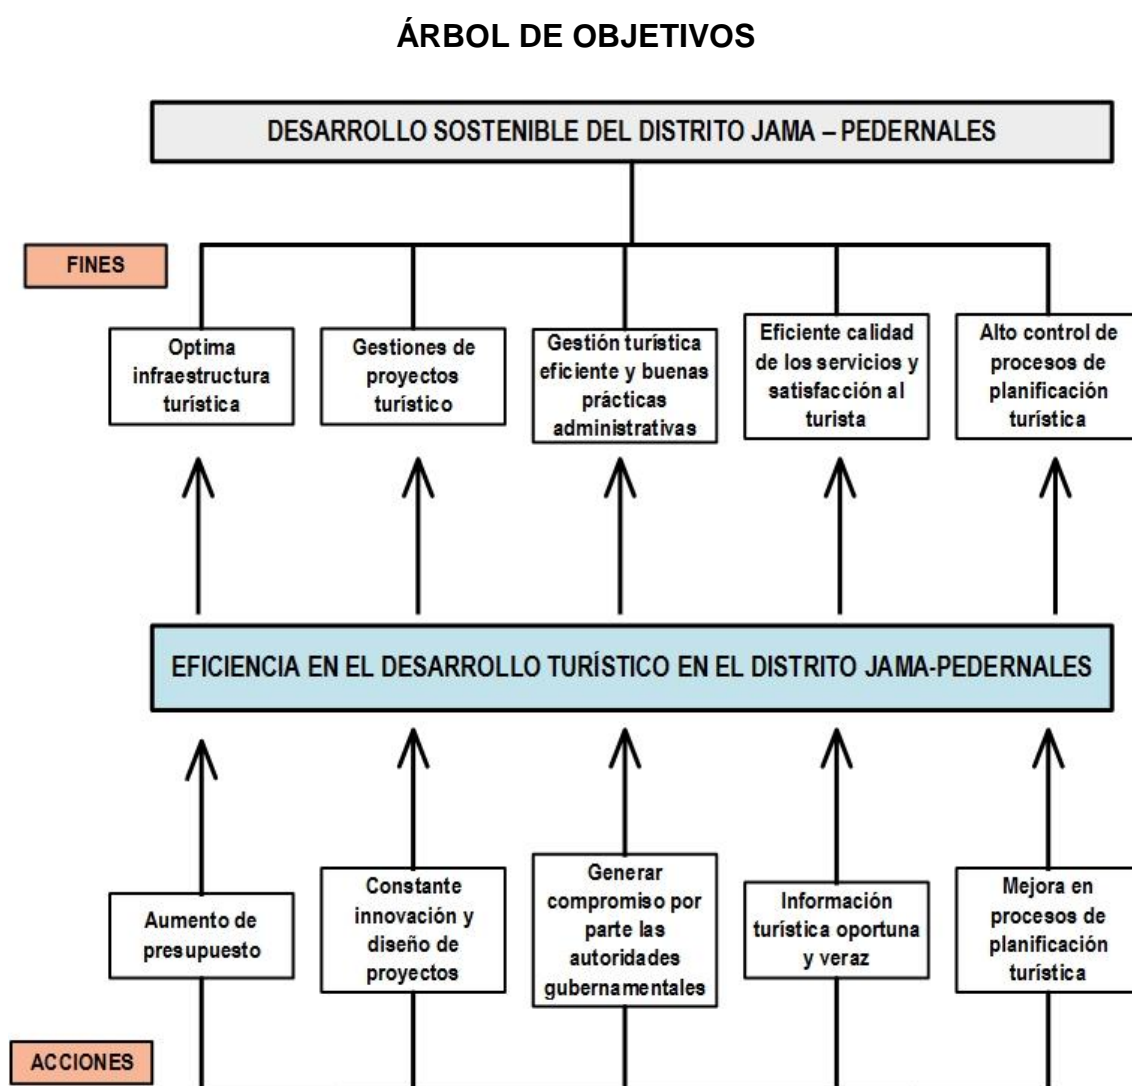 ÁRBOL DE OBJETIVOS
DESARROLLO SOSTENIBLE DEL DISTRITO JAMA – PEDERNALES
FINES
Optima
infraestructura
turística
Gestiones de
proyectos
turístico
Gestión turística
eficiente y buenas
prácticas
administrativas
Eficiente calidad
de los servicios y
satisfacción al
turista
Alto control de
procesos de
planificación
turística
EFICIENCIA EN EL DESARROLLO TURÍSTICO EN EL DISTRITO JAMA-PEDERNALES
Aumento de
presupuesto
Constante
innovación y
diseño de
proyectos
Generar
compromiso por
parte las
autoridades
gubernamentales
Información
turística oportuna
y veraz
Mejora en
procesos de
planificación
turística
ACCIONES